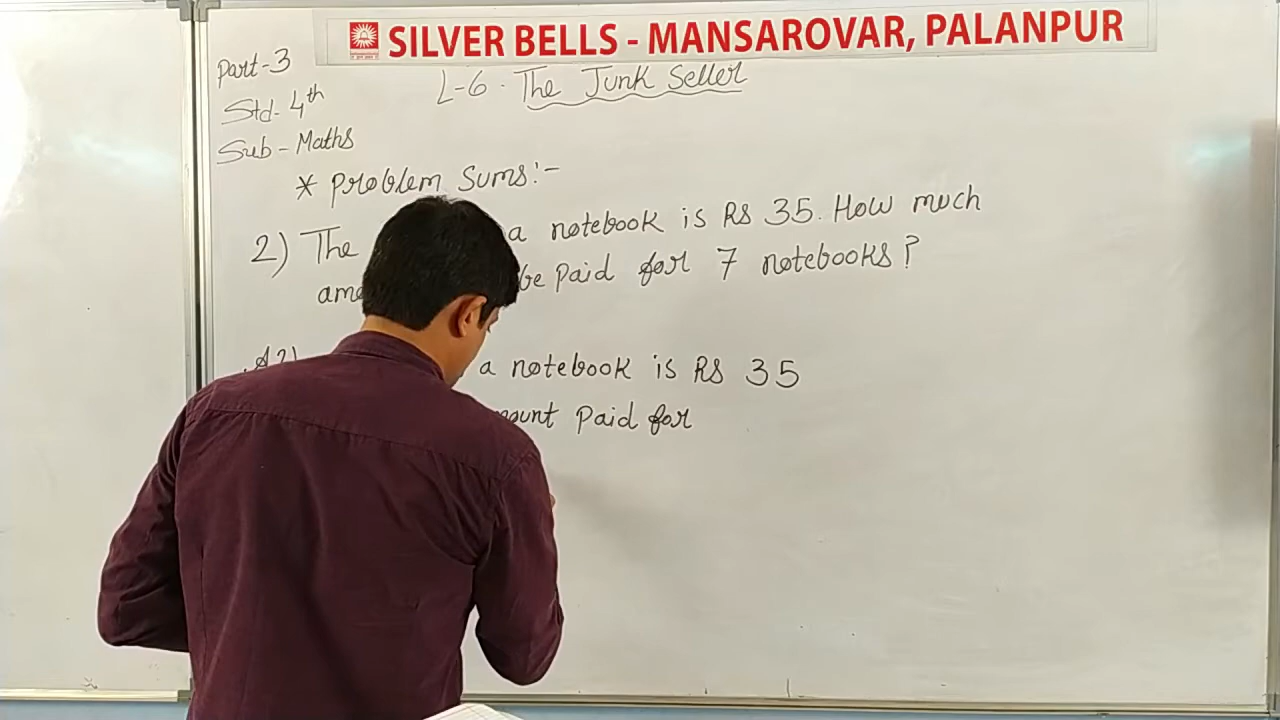 SILVER BELLS - MANSAROVAR, PALANPUR
Part-3
Std- 4th
Sub - Maths
L-6. The Junk Seller
* Problem Sums:-
2) The a notebook is Rs 35. How much
be paid for 7 notebooks?
a notebook is Rs 35
paid for